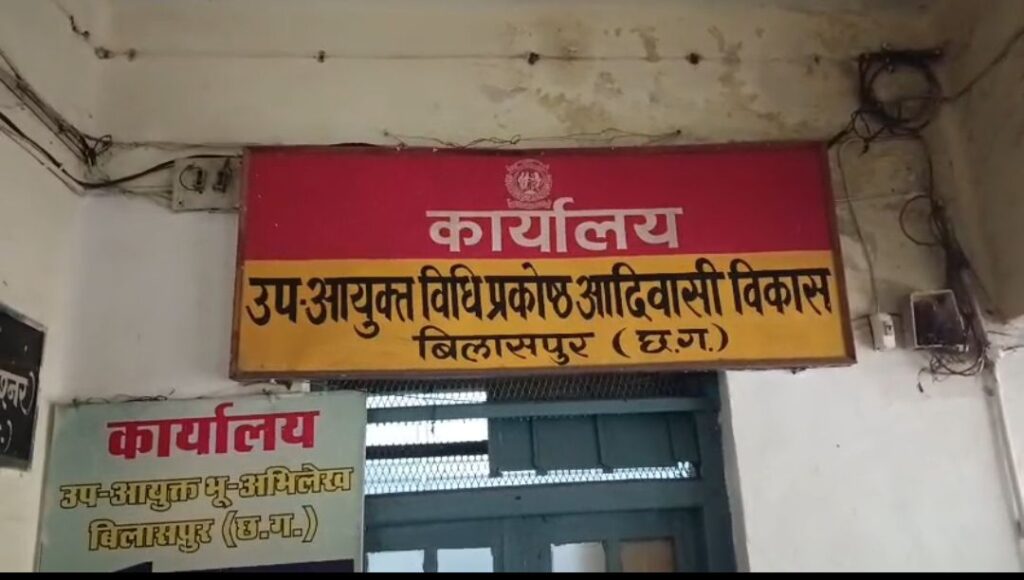 कार्यालय
उप-आयुक्त विधि प्रकोष्ठ आदिवासी विकास
बिलासपुर (छ.ग.)
कार्यालय
उप-आयुक्त भू-अभिलेख
बिलासपुर (छ.ग.)